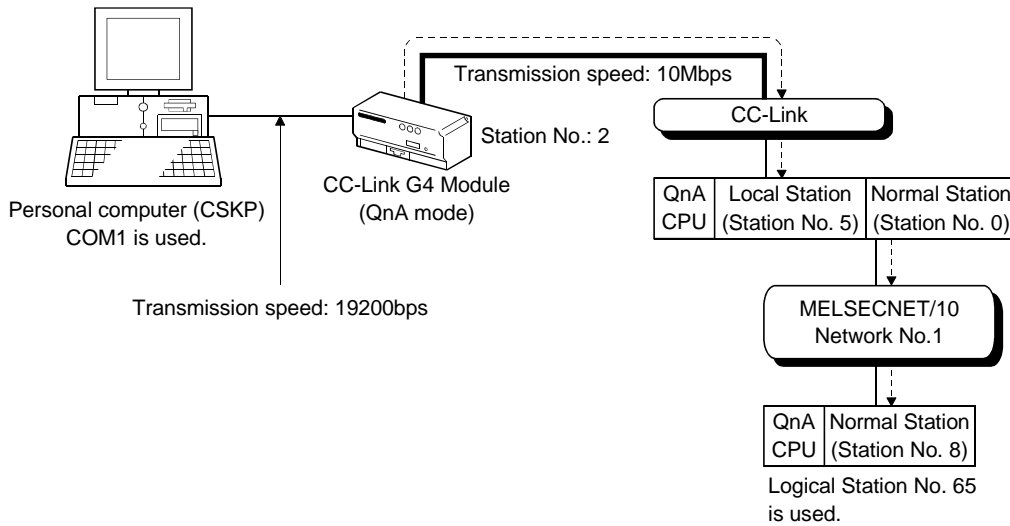 Transmission speed: 10Mbps
CC-Link
Station No.: 2
CC-Link G4 Module
(QnA mode)
Personal computer (CSKP)
COM1 is used.
QnA
CPU
Local Station
(Station No. 5)
Normal Station
(Station No. 0)
Transmission speed: 19200bps
MELSECNET/10
Network No.1
QnA
CPU
Normal Station
(Station No. 8)
Logical Station No. 65
is used.